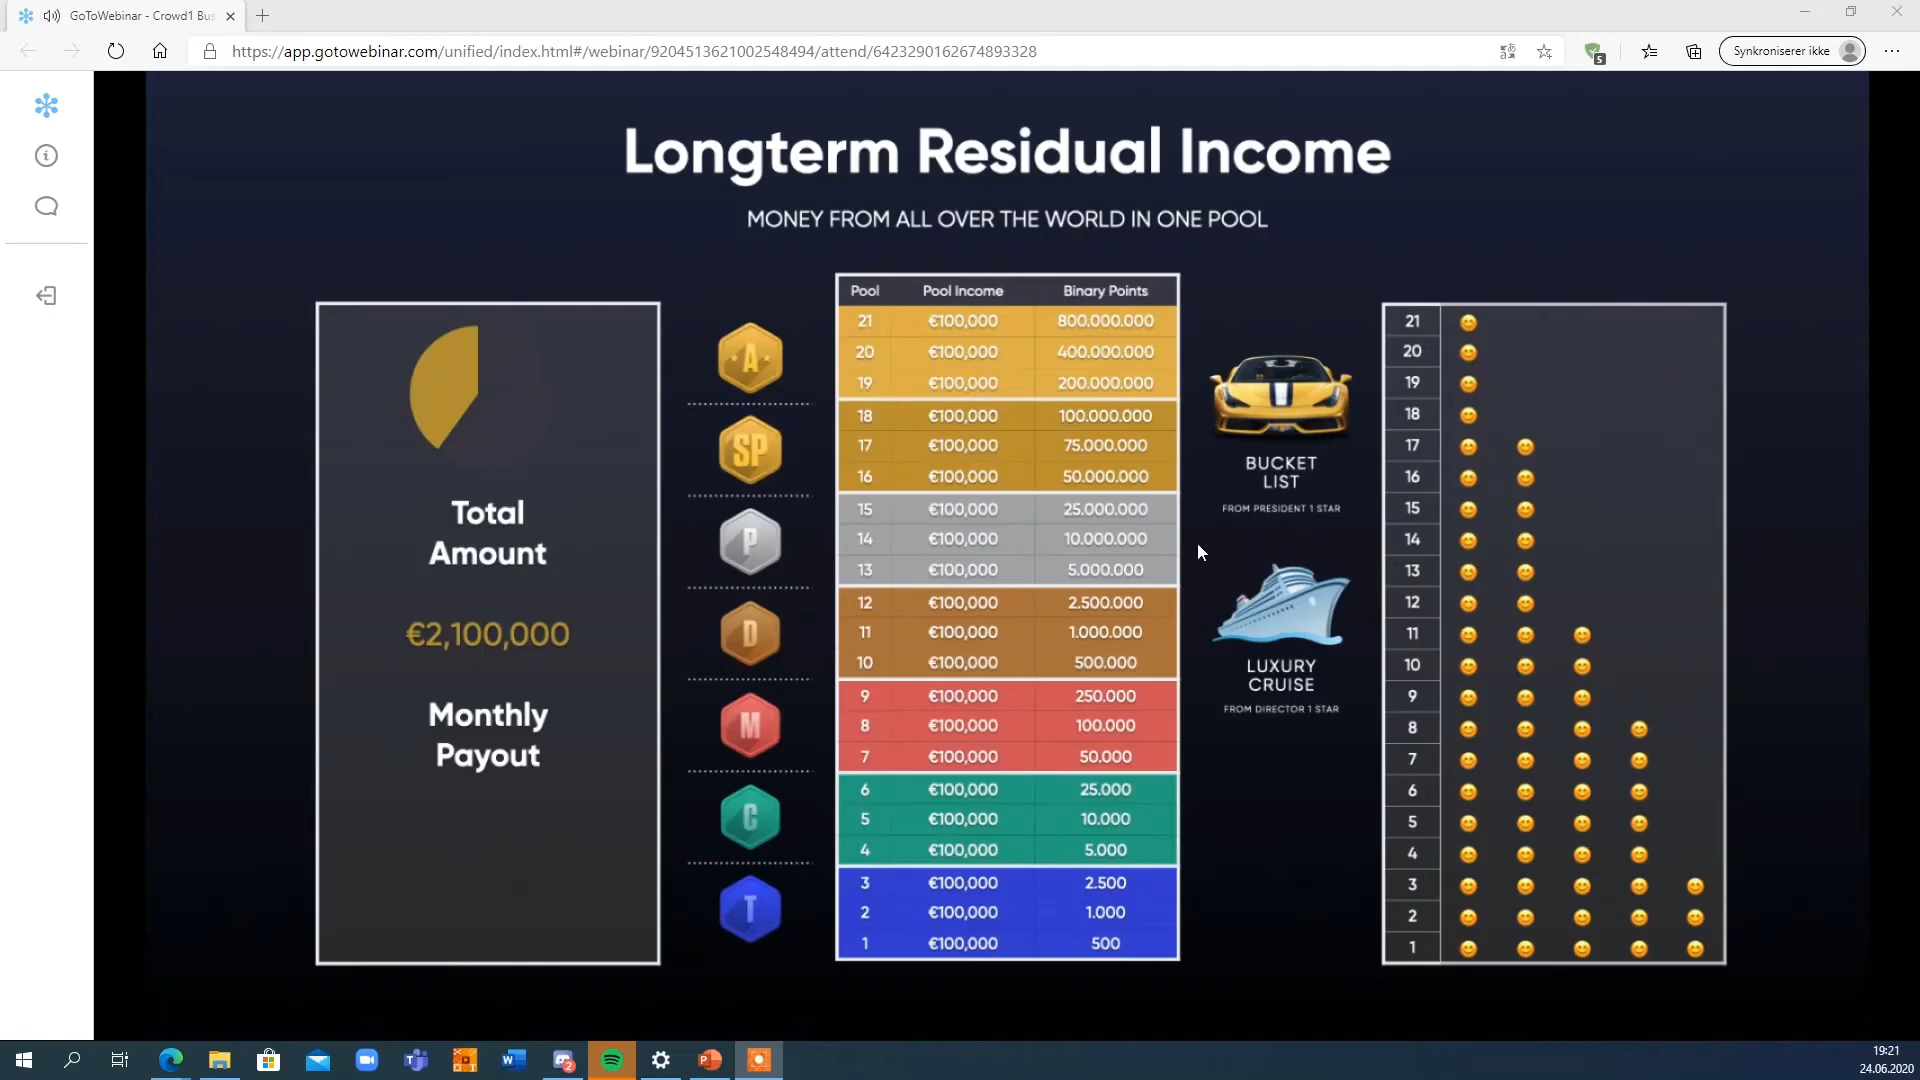 GoToWebinar - Crowd1 Bus
https://app.gotowebinar.com/unified/index.html#/webinar/9204513621002548494/attend/6423290162674893328
5
Synkroniserer ikke
Longterm Residual Income
MONEY FROM ALL OVER THE WORLD IN ONE POOL
Total
Amount
€2,100,000
Monthly
Payout
A
SP
P
D
M
C
T
Pool Pool Income Binary Points
21 €100,000 800.000.000
20 €100,000 400.000.000
19 €100,000 200.000.000
18 €100,000 100.000.000
17 €100,000 75.000.000
16 €100,000 50.000.000
15 €100,000 25.000.000
14 €100,000 10.000.000
13 €100,000 5.000.000
12 €100,000 2.500.000
11 €100,000 1.000.000
10 €100,000 500.000
9 €100,000 250.000
8 €100,000 100.000
7 €100,000 50.000
6 €100,000 25.000
5 €100,000 10.000
4 €100,000 5.000
3 €100,000 2.500
2 €100,000 1.000
1 €100,000 500
BUCKET
LIST
FROM PRESIDENT 1 STAR
LUXURY
CRUISE
FROM DIRECTOR 1 STAR
21
20
19
18
17
16
15
14
13
12
11
10
9
8
7
6
5
4
3
2
1
2
19:21
24.06.2020